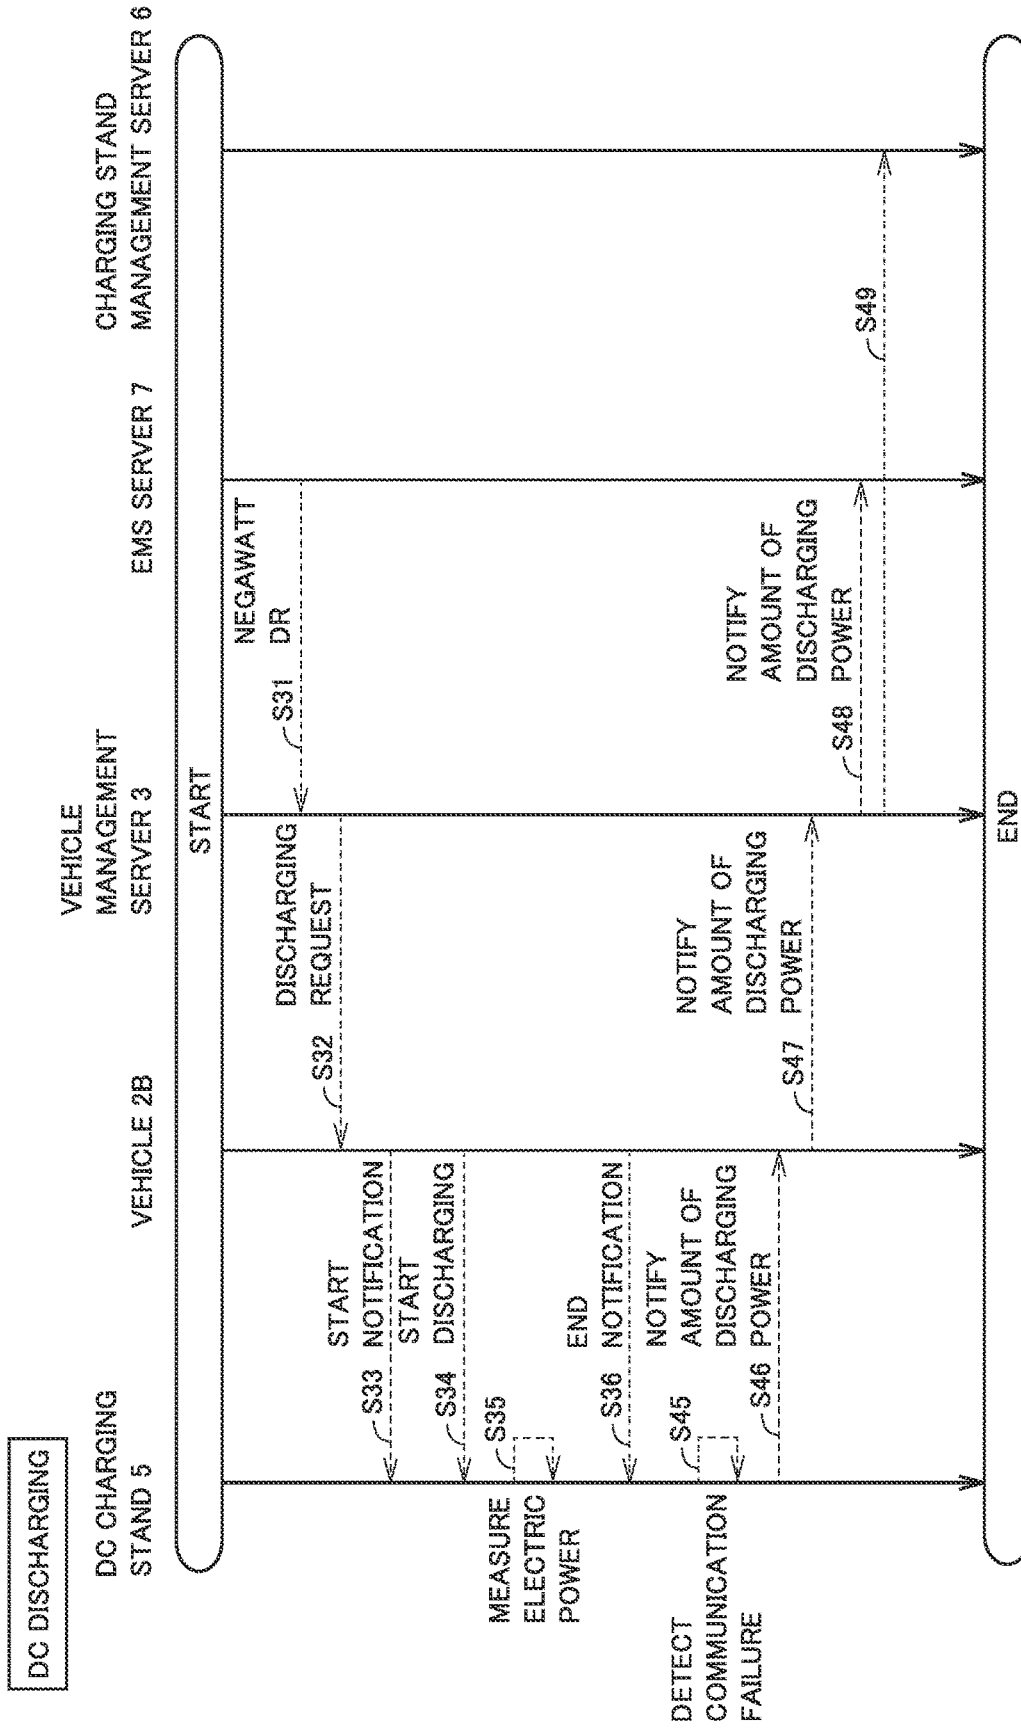 DC DISCHARGING
DC CHARGING
STAND 5
VEHICLE 2B
VEHICLE
MANAGEMENT
SERVER 3
EMS SERVER 7
CHARGING STAND
MANAGEMENT SERVER 6
START
NEGAWATT
DR
S31
DISCHARGING
REQUEST
S32
START
NOTIFICATION
S33
START
DISCHARGING
S34
MEASURE
ELECTRIC
POWER
S35
END
NOTIFICATION
S36
DETECT
COMMUNICATION
FAILURE
S45
NOTIFY
AMOUNT OF
DISCHARGING
POWER
S46
NOTIFY
AMOUNT OF
DISCHARGING
POWER
S47
NOTIFY
AMOUNT OF
DISCHARGING
POWER
S48
S49
END